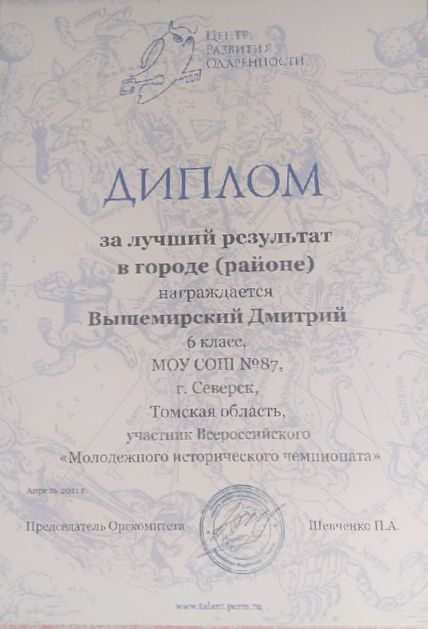 Центр
Развития
Одаренности
ДИПЛОМ
за лучший результат
в городе (районе)
награждается
Вышемирский Дмитрий
6 класс,
МОУ СОШ №87,
г. Северск,
Томская область,
участник Всероссийского
«Молодежного исторического чемпионата»
Апрель 2011 г.
Председатель Оргкомитета
Шевченко П.А.
www.talant.perm.ru